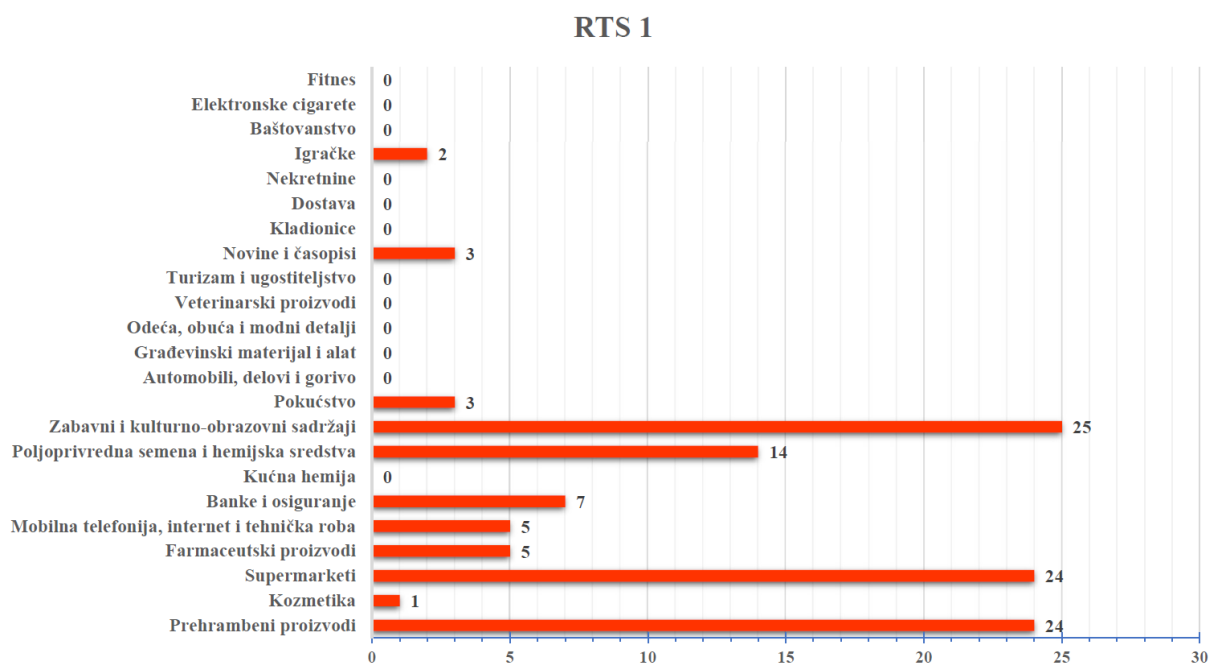 RTS 1
Fitnes 0
Elektronske cigarete 0
Baštovanstvo 0
Igračke 2
Nekretnine 0
Dostava 0
Kladionice 0
Novine i časopisi 3
Turizam i ugostiteljstvo 0
Veterinarski proizvodi 0
Odeća, obuća i modni detalji 0
Građevinski materijal i alat 0
Automobili, delovi i gorivo 0
Pokućstvo 3
Zabavni i kulturno-obrazovni sadržaji 25
Poljoprivredna semena i hemijska sredstva 14
Kućna hemija 0
Banke i osiguranje 7
Mobilna telefonija, internet i tehnička roba 5
Farmaceutski proizvodi 5
Supermarketi 24
Kozmetika 1
Prehrambeni proizvodi 24
0 5 10 15 20 25 30